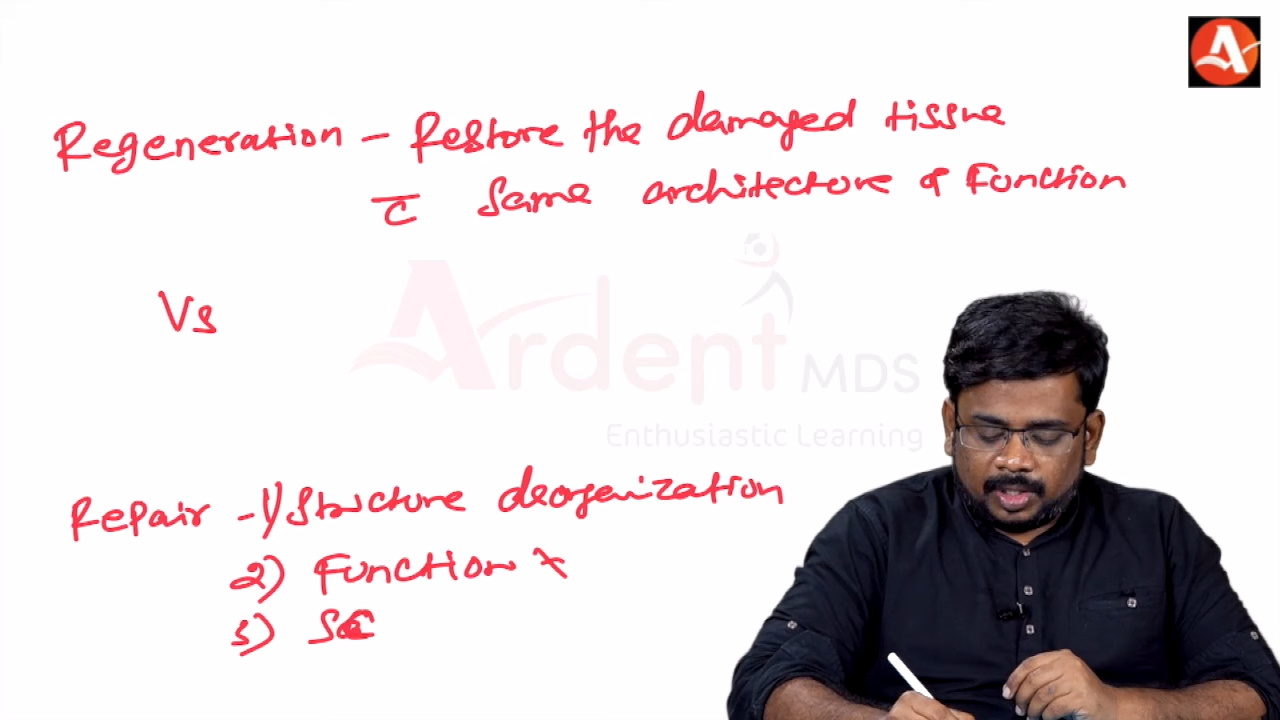 Regeneration - Restore the damaged tissue
c̅ same architecture & Function
Vs
Ardent MDS
Enthusiastic Learning
Repair - 1) Structure deorganization
2) Function x
3)